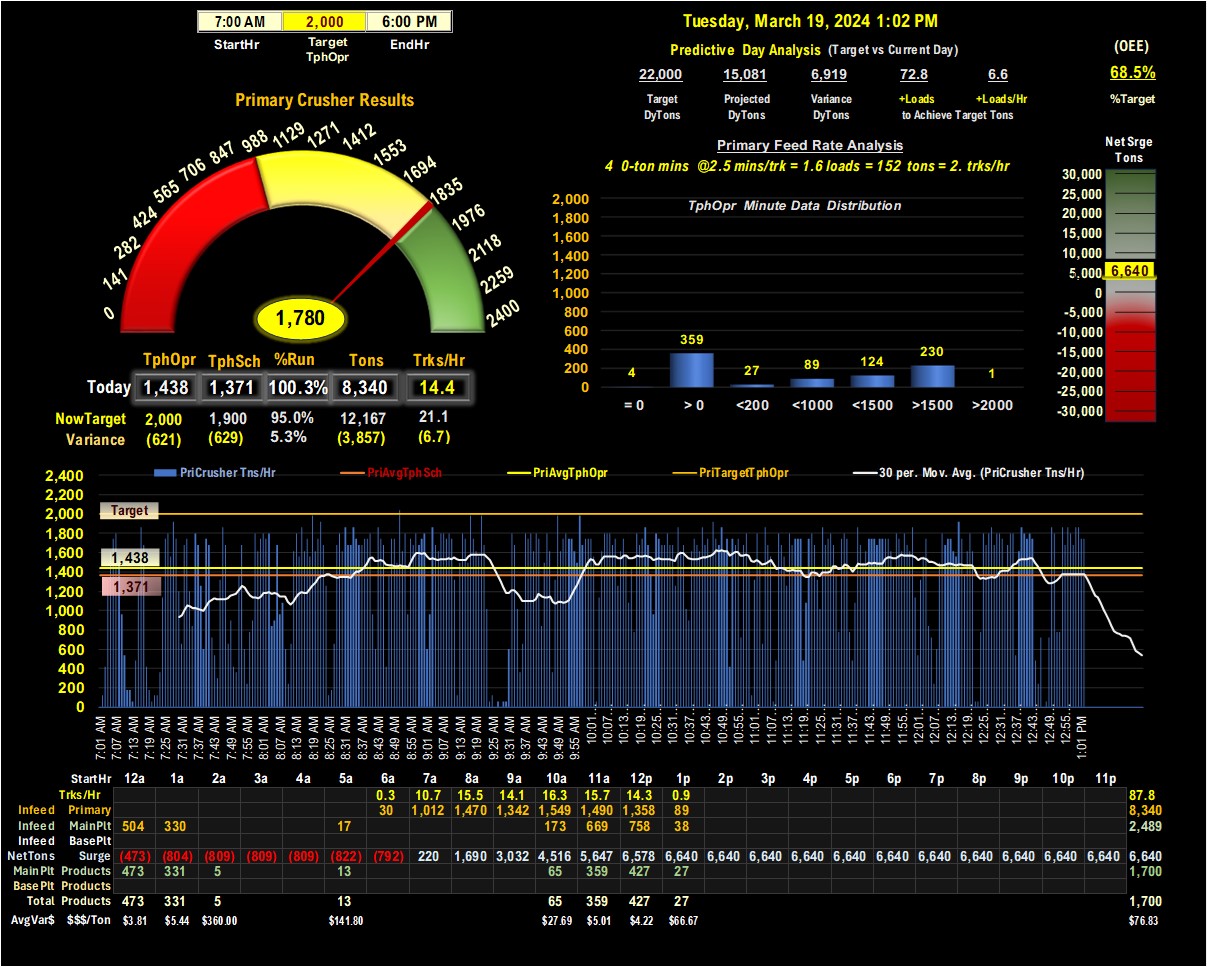 7:00 AM 2,000 6:00 PM
StartHr Target TphOpr EndHr
Tuesday, March 19, 2024 1:02 PM
Predictive Day Analysis (Target vs Current Day)
22,000 15,081 6,919 72.8 6.6
Target DyTons Projected DyTons Variance DyTons +Loads +Loads/Hr
to Achieve Target Tons
(OEE)
68.5%
%Target
Primary Crusher Results
0 141 282 424 565 706 847 988 1129 1271 1412 1553 1694 1835 1976 2118 2259 2400
1,780
TphOpr TphSch %Run Tons Trks/Hr
Today 1,438 1,371 100.3% 8,340 14.4
NowTarget 2,000 1,900 95.0% 12,167 21.1
Variance (621) (629) 5.3% (3,857) (6.7)
Primary Feed Rate Analysis
4 0-ton mins @2.5 mins/trk = 1.6 loads = 152 tons = 2. trks/hr
TphOpr Minute Data Distribution
2,000
1,800
1,600
1,400
1,200
1,000
800
600
400
200
0
4 359 27 89 124 230 1
= 0 > 0 <200 <1000 <1500 >1500 >2000
Net Srge
Tons
30,000
25,000
20,000
15,000
10,000
5,000
0
-5,000
-10,000
-15,000
-20,000
-25,000
-30,000
6,640
PriCrusher Tns/Hr PriAvgTphSch PriAvgTphOpr PriTargetTphOpr 30 per. Mov. Avg. (PriCrusher Tns/Hr)
2,400
2,200
2,000
1,800
1,600
1,400
1,200
1,000
800
600
400
200
0
Target
1,438
1,371
7:01 AM 7:07 AM 7:13 AM 7:19 AM 7:25 AM 7:31 AM 7:37 AM 7:43 AM 7:49 AM 7:55 AM 8:01 AM 8:07 AM 8:13 AM 8:19 AM 8:25 AM 8:31 AM 8:37 AM 8:43 AM 8:49 AM 8:55 AM 9:01 AM 9:07 AM 9:13 AM 9:19 AM 9:25 AM 9:31 AM 9:37 AM 9:43 AM 9:49 AM 9:55 AM 10:01… 10:07… 10:13… 10:19… 10:25… 10:31… 10:37… 10:43… 10:49… 10:55… 11:01… 11:07… 11:13… 11:19… 11:25… 11:31… 11:37… 11:43… 11:49… 11:55… 12:01… 12:07… 12:13… 12:19… 12:25… 12:31… 12:37… 12:43… 12:49… 12:55… 1:01 PM
StartHr 12a 1a 2a 3a 4a 5a 6a 7a 8a 9a 10a 11a 12p 1p 2p 3p 4p 5p 6p 7p 8p 9p 10p 11p
Trks/Hr 0.3 10.7 15.5 14.1 16.3 15.7 14.3 0.9 87.8
Infeed Primary 30 1,012 1,470 1,342 1,549 1,490 1,358 89 8,340
Infeed MainPlt 504 330 17 173 669 758 38 2,489
Infeed BasePlt
NetTons Surge (473) (804) (809) (809) (809) (822) (792) 220 1,690 3,032 4,516 5,647 6,578 6,640 6,640 6,640 6,640 6,640 6,640 6,640 6,640 6,640 6,640 6,640 6,640
MainPlt Products 473 331 5 13 65 359 427 27 1,700
BasePlt Products
Total Products 473 331 5 13 65 359 427 27 1,700
AvgVar$ $$$/Ton $3.81 $5.44 $360.00 $141.80 $27.69 $5.01 $4.22 $66.67 $76.83